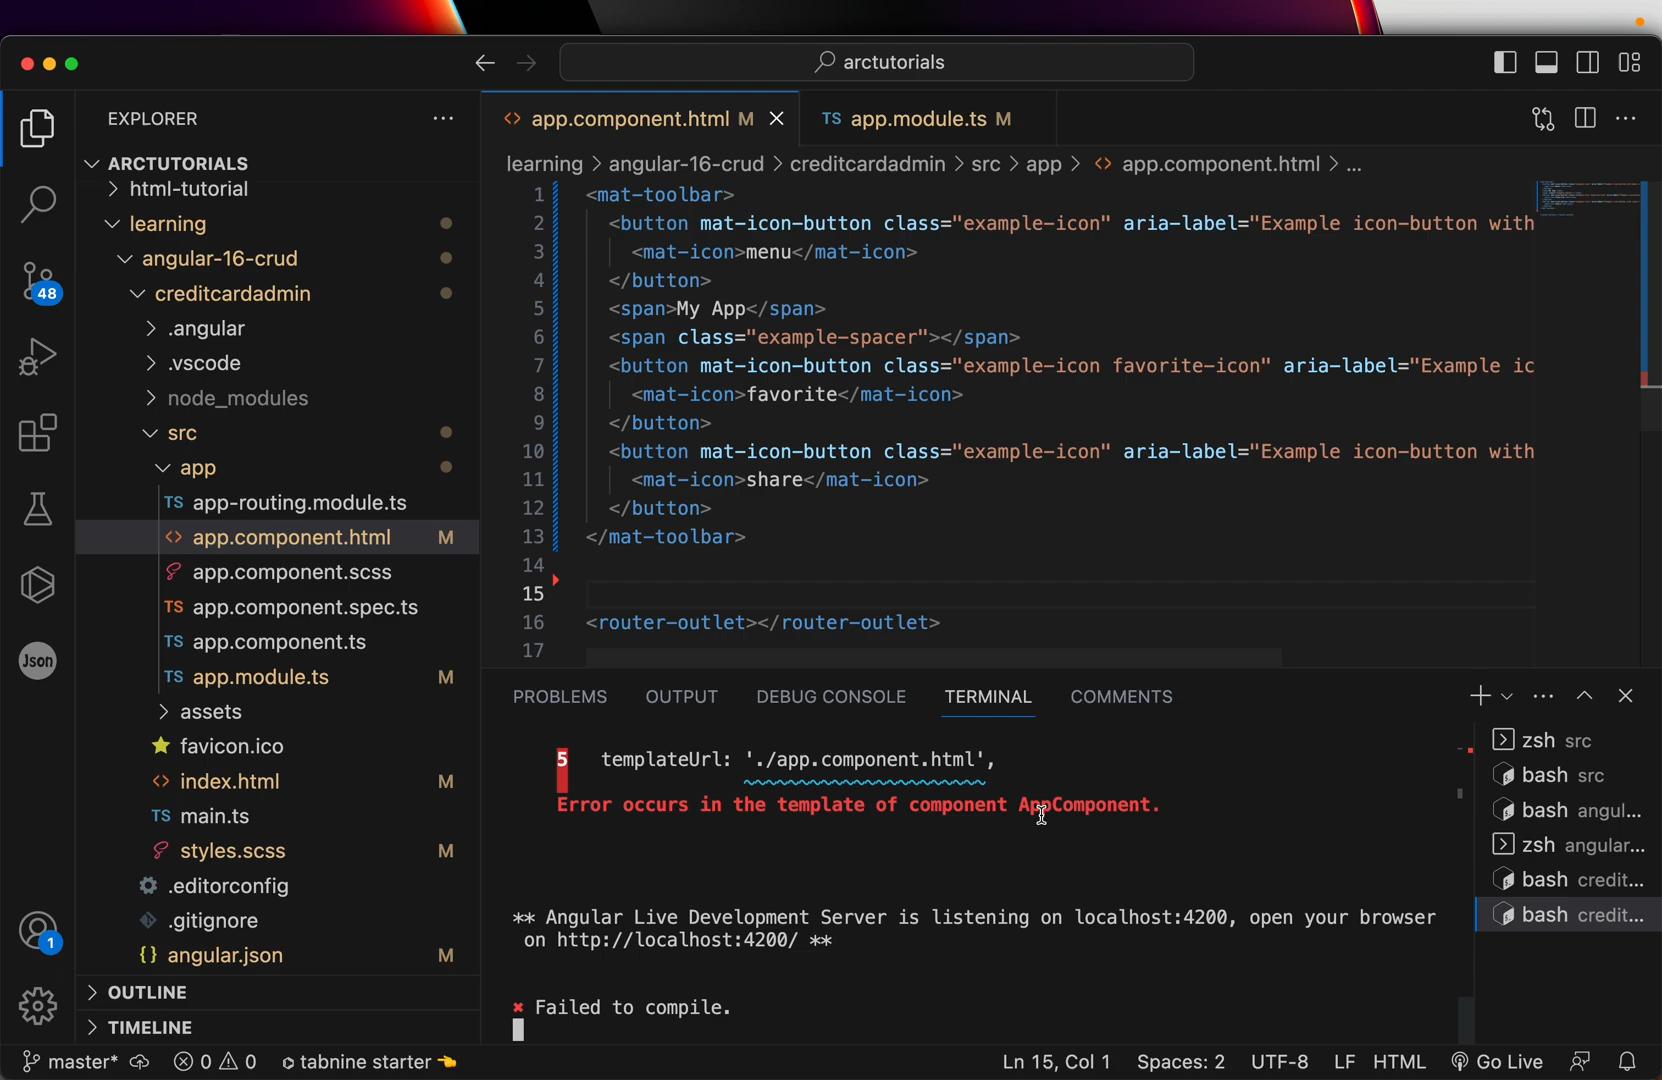 arctutorials
EXPLORER
ARCTUTORIALS
html-tutorial
learning
angular-16-crud
creditcardadmin
.angular
.vscode
node_modules
src
app
TS app-routing.module.ts
<> app.component.html M
app.component.scss
TS app.component.spec.ts
TS app.component.ts
TS app.module.ts M
assets
favicon.ico
<> index.html M
TS main.ts
styles.scss M
.editorconfig
.gitignore
{} angular.json M
OUTLINE
TIMELINE
48
Json
1
<> app.component.html M
TS app.module.ts M
learning > angular-16-crud > creditcardadmin > src > app > <> app.component.html > ...
1 <mat-toolbar>
2 <button mat-icon-button class="example-icon" aria-label="Example icon-button with
3 <mat-icon>menu</mat-icon>
4 </button>
5 <span>My App</span>
6 <span class="example-spacer"></span>
7 <button mat-icon-button class="example-icon favorite-icon" aria-label="Example ic
8 <mat-icon>favorite</mat-icon>
9 </button>
10 <button mat-icon-button class="example-icon" aria-label="Example icon-button with
11 <mat-icon>share</mat-icon>
12 </button>
13 </mat-toolbar>
14
15
16 <router-outlet></router-outlet>
17
PROBLEMS OUTPUT DEBUG CONSOLE TERMINAL COMMENTS
5 templateUrl: './app.component.html',
~~~~~~~~~~~~~~~~~~~~~~
Error occurs in the template of component AppComponent.
** Angular Live Development Server is listening on localhost:4200, open your browser
on http://localhost:4200/ **
✖ Failed to compile.
zsh src
bash src
bash angul...
zsh angular...
bash credit...
bash credit...
master* 0 0 tabnine starter 👈 Ln 15, Col 1 Spaces: 2 UTF-8 LF HTML Go Live